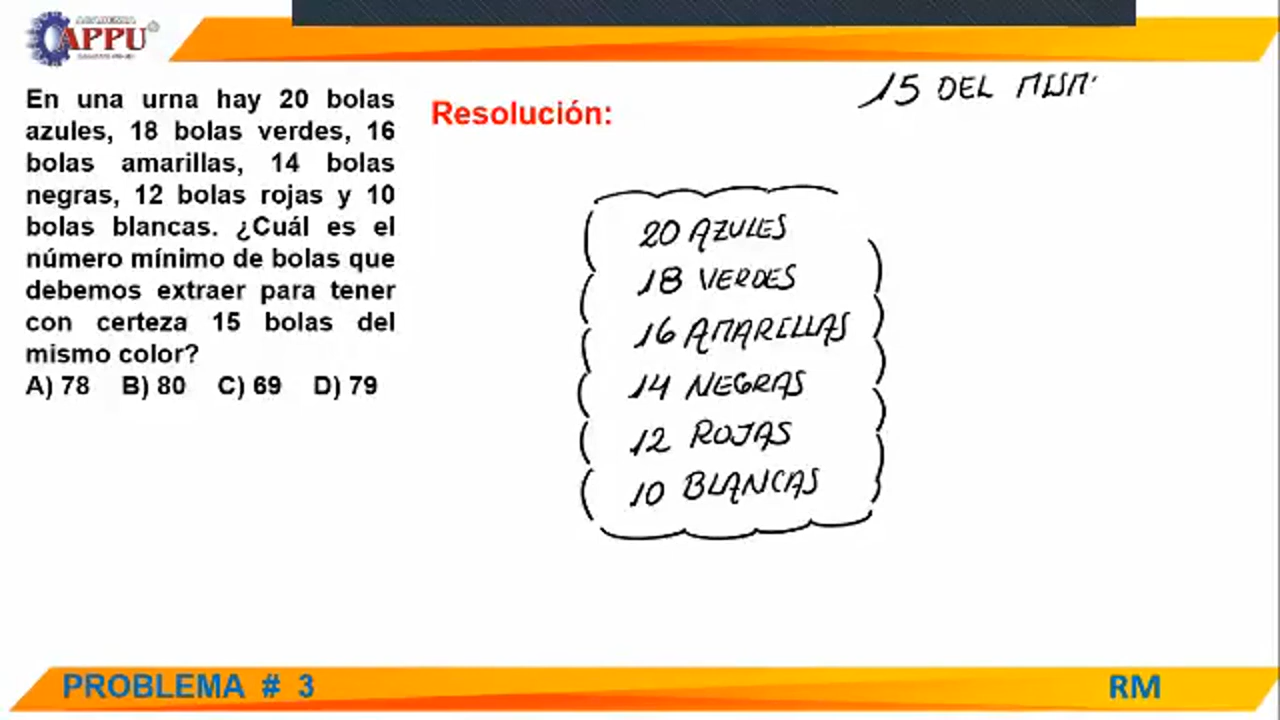 ACADEMIA
APPU
En una urna hay 20 bolas
azules, 18 bolas verdes, 16
bolas amarillas, 14 bolas
negras, 12 bolas rojas y 10
bolas blancas. ¿Cuál es el
número mínimo de bolas que
debemos extraer para tener
con certeza 15 bolas del
mismo color?
A) 78 B) 80 C) 69 D) 79
Resolución:
15 DEL MISM
20 AZULES
18 VERDES
16 AMARILLAS
14 NEGRAS
12 ROJAS
10 BLANCAS
PROBLEMA # 3
RM